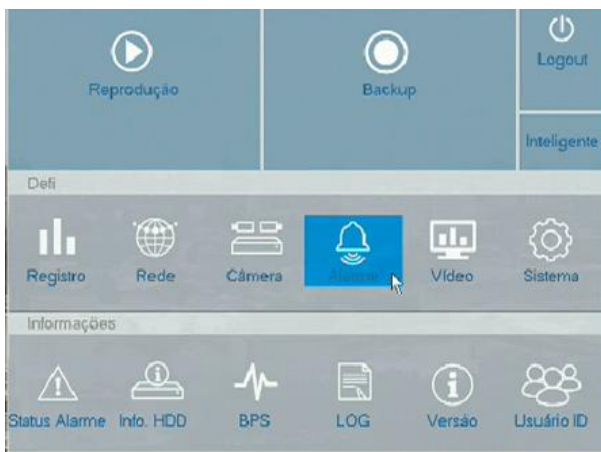 Reprodução
Backup
Logout
Inteligente
Defi
Registro
Rede
Câmera
Alarme
Vídeo
Sistema
Informações
Status Alarme
Info. HDD
BPS
LOG
Versão
Usuário ID